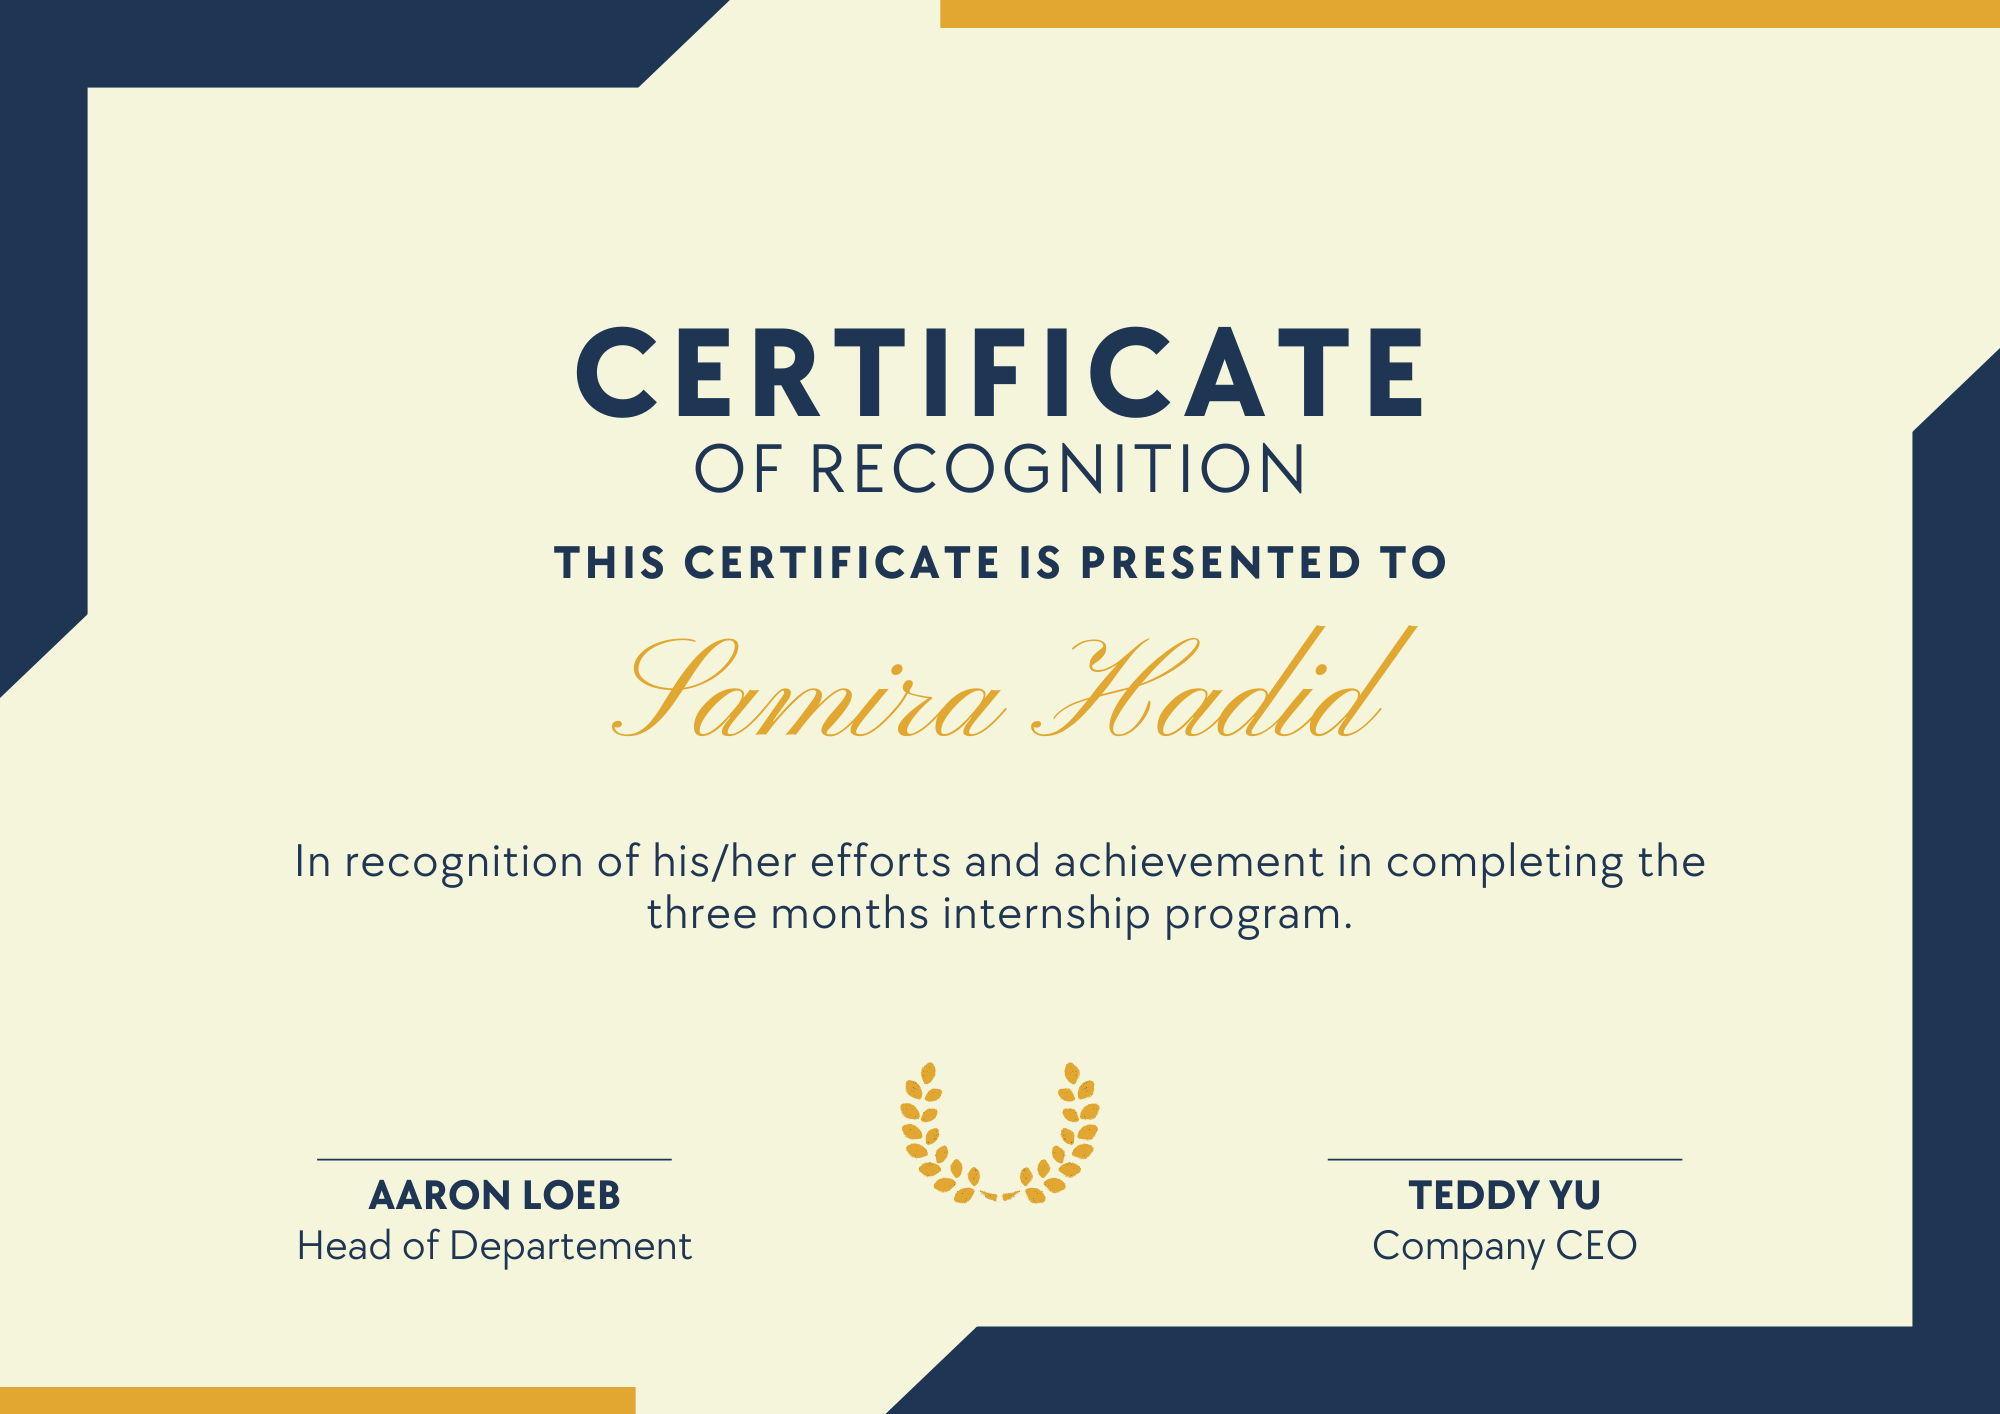 CERTIFICATE
OF RECOGNITION
THIS CERTIFICATE IS PRESENTED TO
Samira Hadid
In recognition of his/her efforts and achievement in completing the
three months internship program.
AARON LOEB
Head of Departement
TEDDY YU
Company CEO